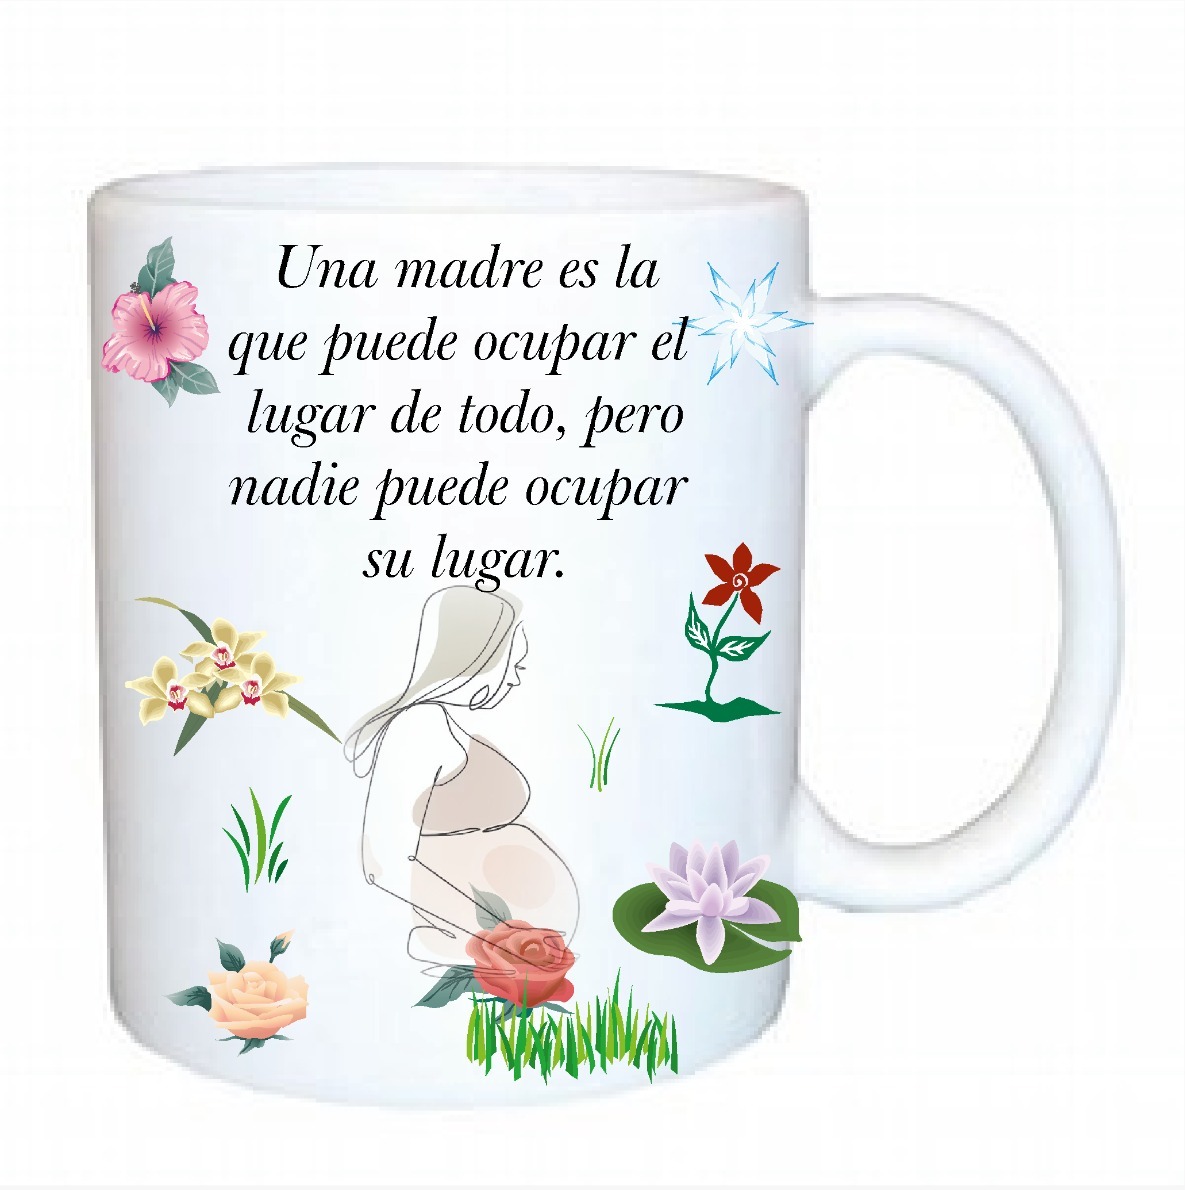 Una madre es la
que puede ocupar el
lugar de todo, pero
nadie puede ocupar
su lugar.